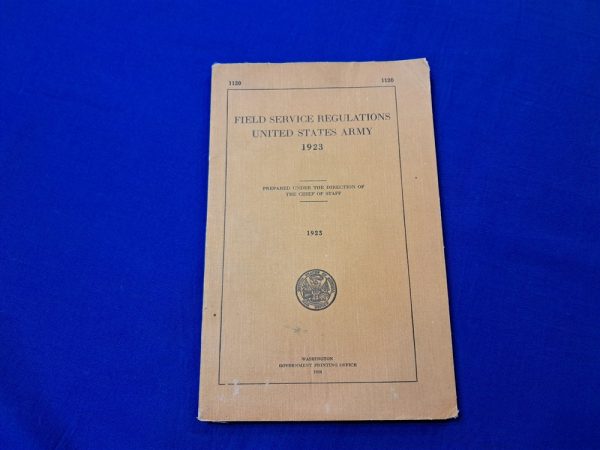 1120 1120
FIELD SERVICE REGULATIONS
UNITED STATES ARMY
1923
PREPARED UNDER THE DIRECTION OF
THE CHIEF OF STAFF
1923
WASHINGTON
GOVERNMENT PRINTING OFFICE